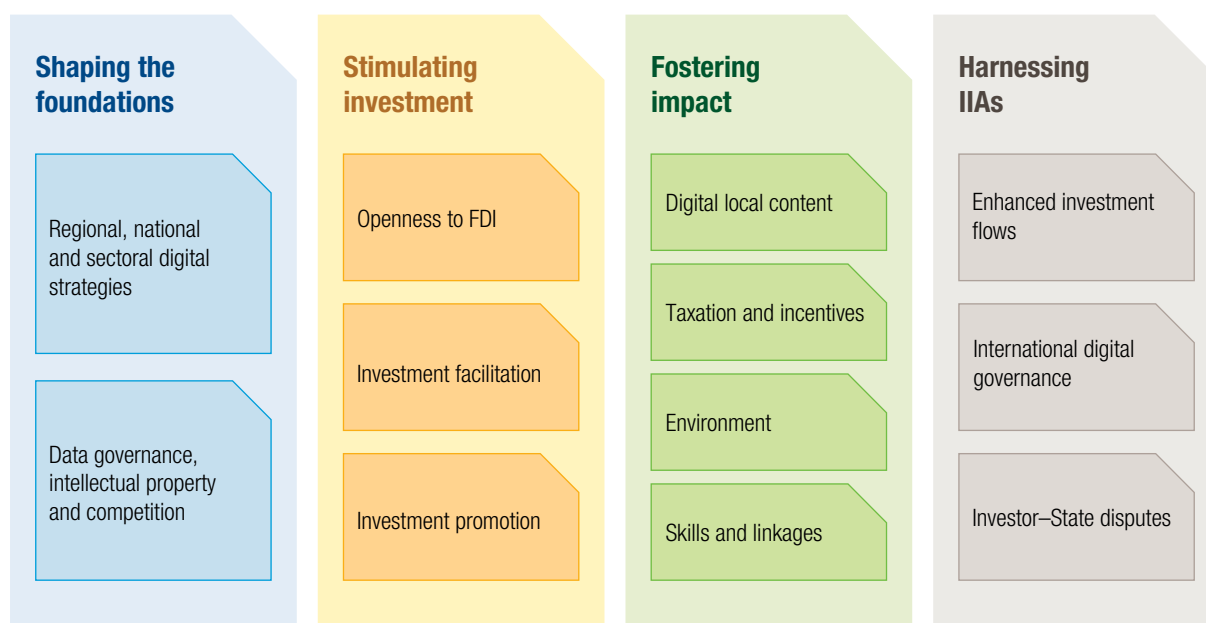 Shaping the
foundations
Regional, national
and sectoral digital
strategies
Data governance,
intellectual property
and competition
Stimulating
investment
Openness to FDI
Investment facilitation
Investment promotion
Fostering
impact
Digital local content
Taxation and incentives
Environment
Skills and linkages
Harnessing
IIAs
Enhanced investment
flows
International digital
governance
Investor–State disputes